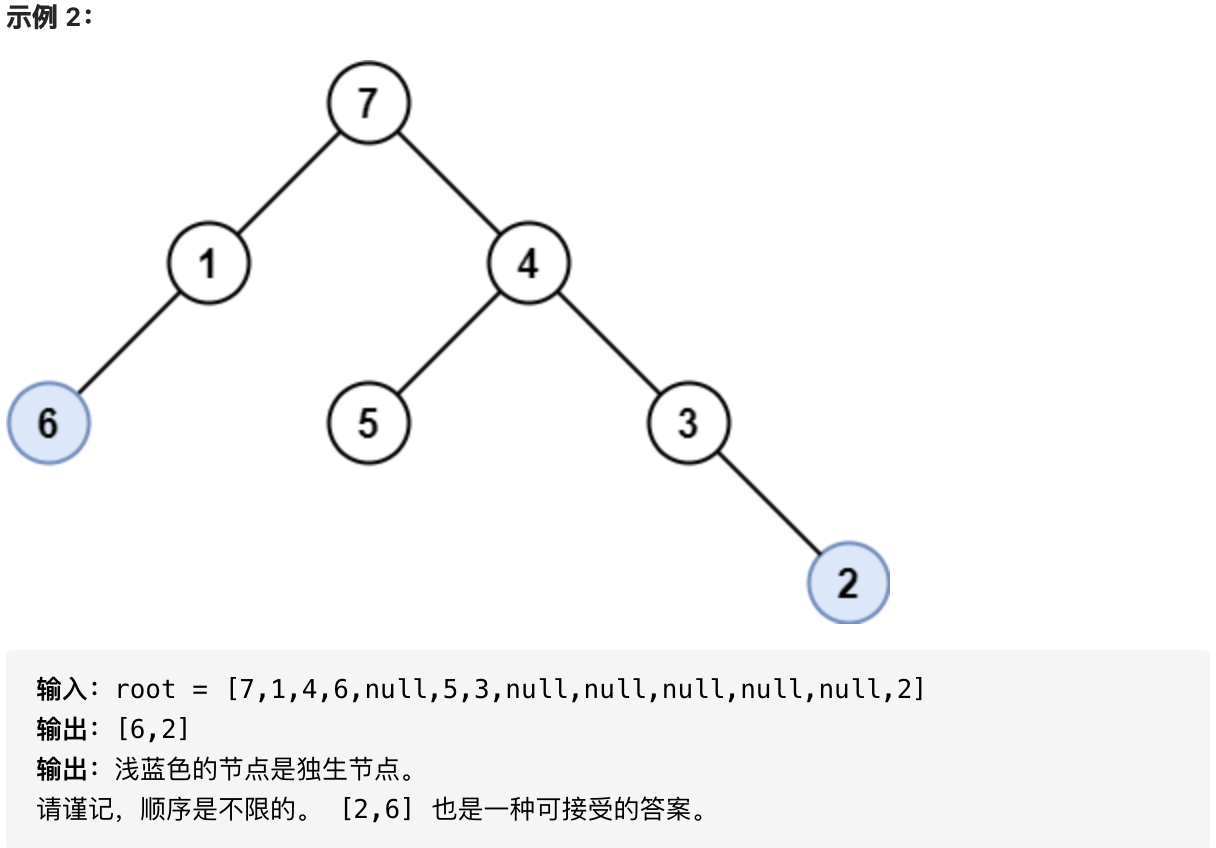 示例 2：
7
1 4
6 5 3
2
输入：root = [7,1,4,6,null,5,3,null,null,null,null,null,2]
输出：[6,2]
输出：浅蓝色的节点是独生节点。
请谨记，顺序是不限的。 [2,6] 也是一种可接受的答案。